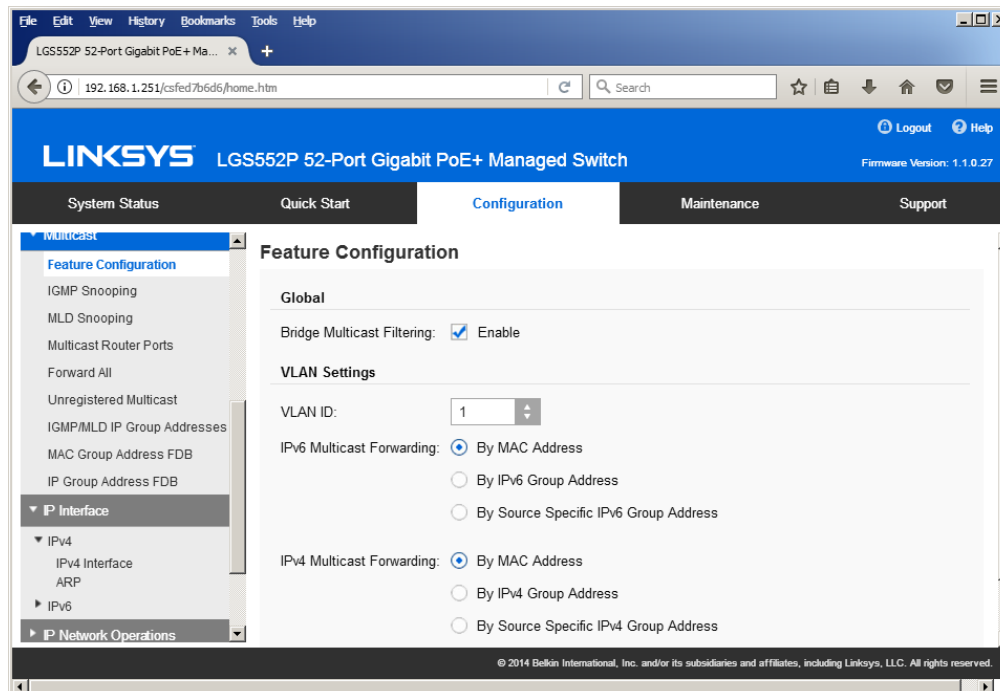 File Edit View History Bookmarks Tools Help
LGS552P 52-Port Gigabit PoE+ Ma...
192.168.1.251/csfed7b6d6/home.htm
Search
Logout Help
LINKSYS LGS552P 52-Port Gigabit PoE+ Managed Switch
Firmware Version: 1.1.0.27
System Status Quick Start Configuration Maintenance Support
Multicast
Feature Configuration
IGMP Snooping
MLD Snooping
Multicast Router Ports
Forward All
Unregistered Multicast
IGMP/MLD IP Group Addresses
MAC Group Address FDB
IP Group Address FDB
IP Interface
IPv4
IPv4 Interface
ARP
IPv6
IP Network Operations
Feature Configuration
Global
Bridge Multicast Filtering: Enable
VLAN Settings
VLAN ID: 1
IPv6 Multicast Forwarding: By MAC Address
By IPv6 Group Address
By Source Specific IPv6 Group Address
IPv4 Multicast Forwarding: By MAC Address
By IPv4 Group Address
By Source Specific IPv4 Group Address
© 2014 Belkin International, Inc. and/or its subsidiaries and affiliates, including Linksys, LLC. All rights reserved.